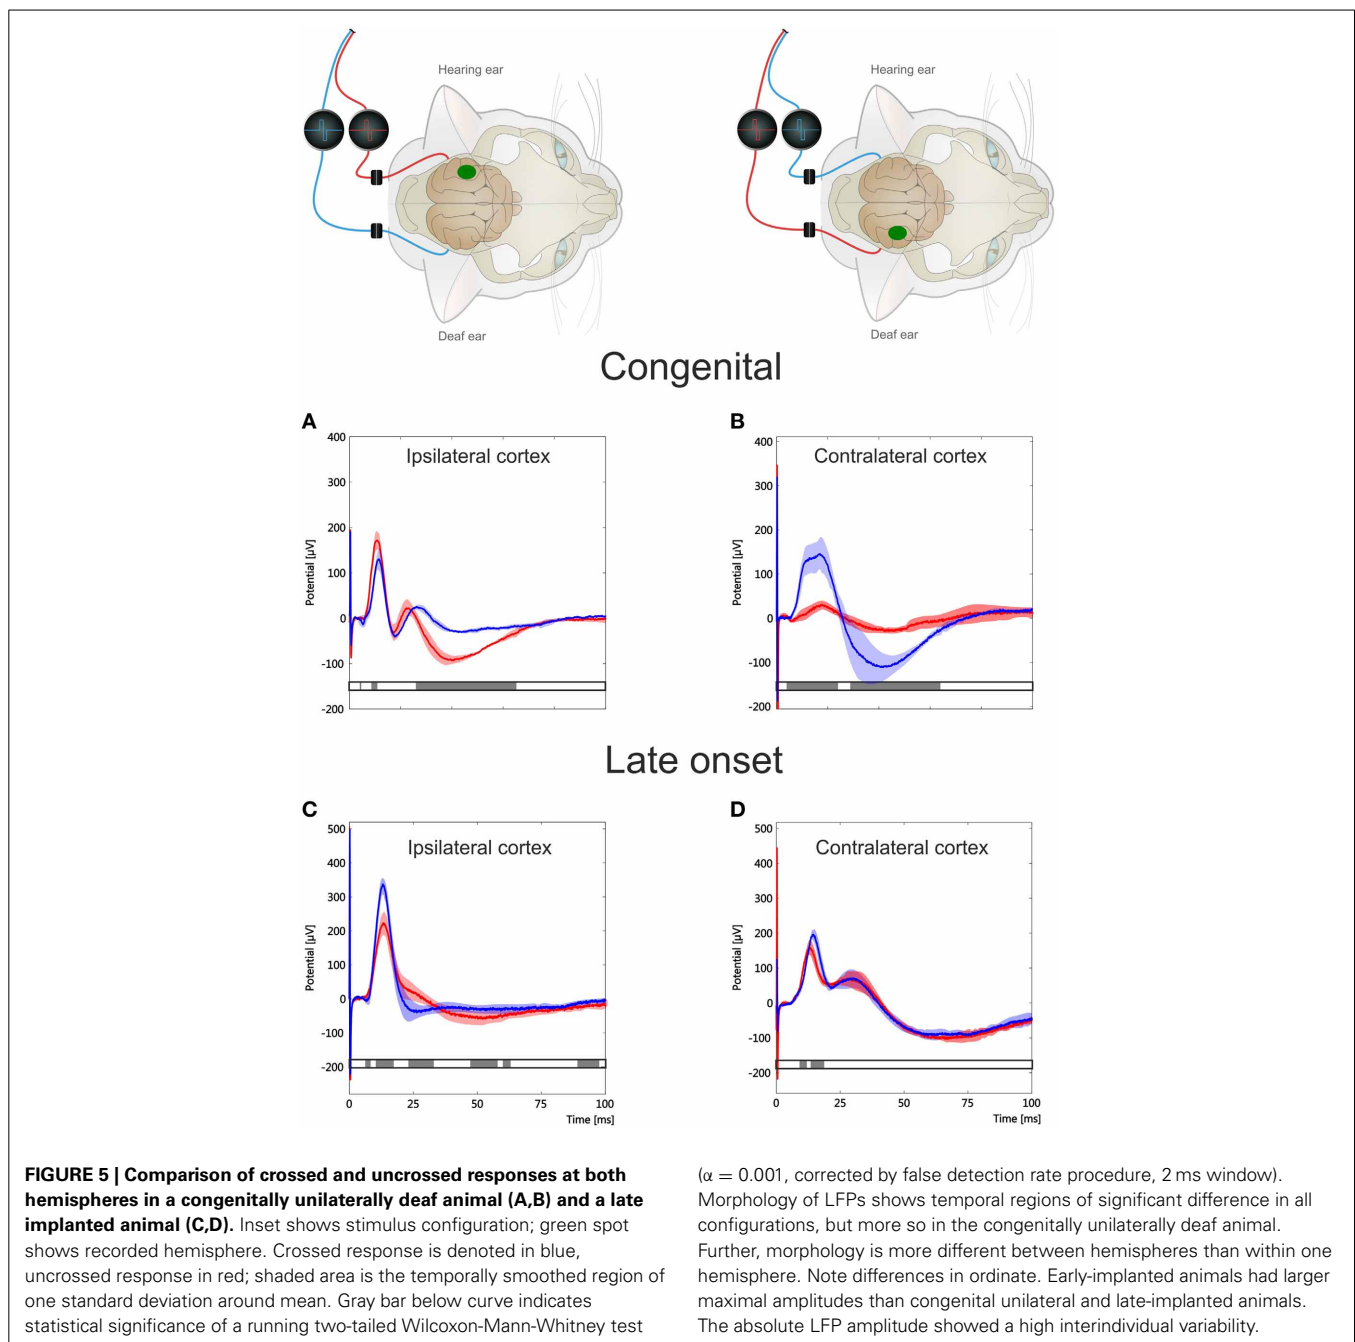 Hearing ear
Hearing ear
Deaf ear
Deaf ear
Congenital
A
B
400
300
200
100
0
-100
-200
Potential [µV]
Ipsilateral cortex
400
300
200
100
0
-100
-200
Potential [µV]
Contralateral cortex
Late onset
C
D
500
400
300
200
100
0
-100
-200
Potential [µV]
Ipsilateral cortex
0
25
50
75
100
Time [ms]
500
400
300
200
100
0
-100
-200
Potential [µV]
Contralateral cortex
0
25
50
75
100
Time [ms]
FIGURE 5 | Comparison of crossed and uncrossed responses at both
hemispheres in a congenitally unilaterally deaf animal (A,B) and a late
implanted animal (C,D). Inset shows stimulus configuration; green spot
shows recorded hemisphere. Crossed response is denoted in blue,
uncrossed response in red; shaded area is the temporally smoothed region of
one standard deviation around mean. Gray bar below curve indicates
statistical significance of a running two-tailed Wilcoxon-Mann-Whitney test
(α = 0.001, corrected by false detection rate procedure, 2 ms window).
Morphology of LFPs shows temporal regions of significant difference in all
configurations, but more so in the congenitally unilaterally deaf animal.
Further, morphology is more different between hemispheres than within one
hemisphere. Note differences in ordinate. Early-implanted animals had larger
maximal amplitudes than congenital unilateral and late-implanted animals.
The absolute LFP amplitude showed a high interindividual variability.